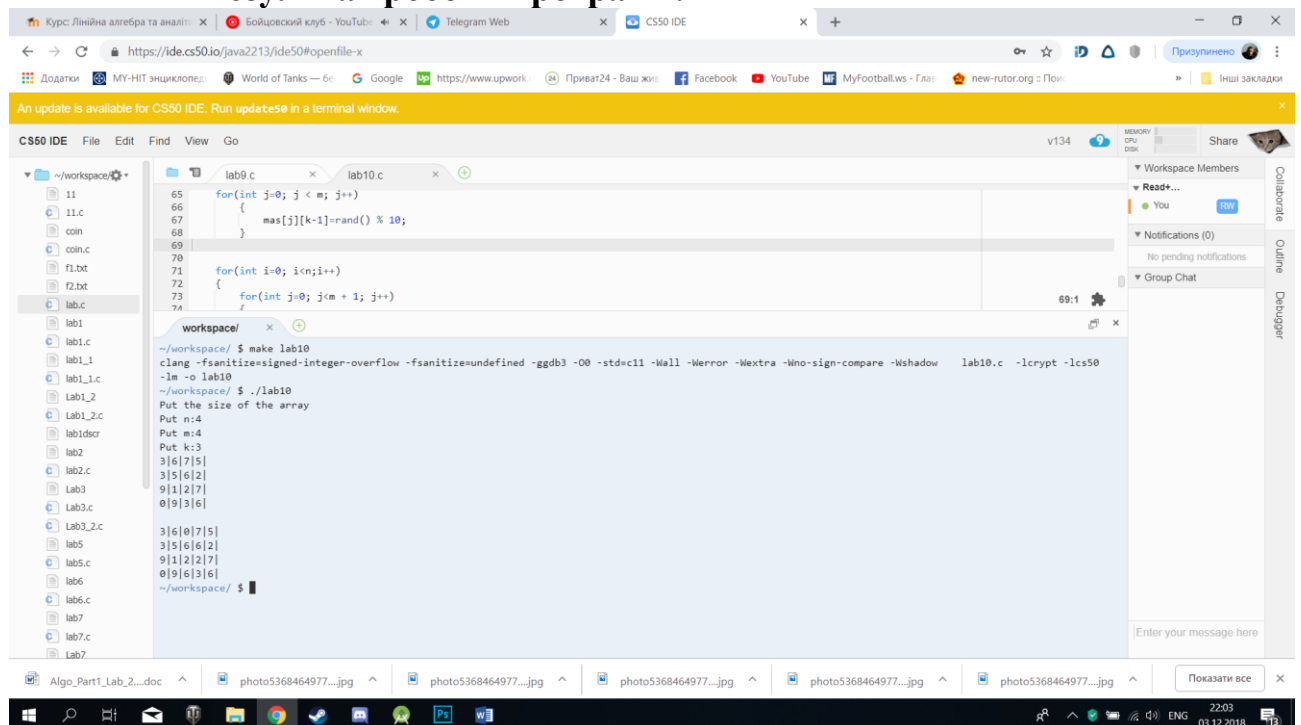 Курс: Лінійна алгебра та аналіти
Бойцовский клуб - YouTube
Telegram Web
CS50 IDE
https://ide.cs50.io/java2213/ide50#openfile-x
Призупинено
Додатки
MY-HIT энциклопед
World of Tanks — бе
Google
https://www.upwork.
Приват24 - Ваш жив
Facebook
YouTube
MyFootball.ws - Глав
new-rutor.org :: Поис
»
Інші закладки
An update is available for CS50 IDE. Run update50 in a terminal window.
CS50 IDE File Edit Find View Go
v134
MEMORY
CPU
DISK
Share
~/workspace/
11
11.c
coin
coin.c
f1.txt
f2.txt
lab.c
lab1
lab1.c
lab1_1
lab1_1.c
Lab1_2
Lab1_2.c
lab1dscr
lab2
lab2.c
Lab3
Lab3.c
Lab3_2.c
lab5
lab5.c
lab6
lab6.c
lab7
lab7.c
Lab7
lab9.c
lab10.c
65 for(int j=0; j < m; j++)
66 {
67 mas[j][k-1]=rand() % 10;
68 }
69
70
71 for(int i=0; i<n;i++)
72 {
73 for(int j=0; j<m + 1; j++)
74 {
69:1
workspace/
~/workspace/ $ make lab10
clang -fsanitize=signed-integer-overflow -fsanitize=undefined -ggdb3 -O0 -std=c11 -Wall -Werror -Wextra -Wno-sign-compare -Wshadow lab10.c -lcrypt -lcs50
-lm -o lab10
~/workspace/ $ ./lab10
Put the size of the array
Put n:4
Put m:4
Put k:3
3|6|7|5|
3|5|6|2|
9|1|2|7|
0|9|3|6|
3|6|0|7|5|
3|5|6|6|2|
9|1|2|2|7|
0|9|6|3|6|
~/workspace/ $
Workspace Members
Read+...
You
RW
Notifications (0)
No pending notifications
Group Chat
Enter your message here
Collaborate
Outline
Debugger
Algo_Part1_Lab_2....doc
photo5368464977....jpg
photo5368464977....jpg
photo5368464977....jpg
photo5368464977....jpg
photo5368464977....jpg
Показати все
ENG
22:03
03.12.2018